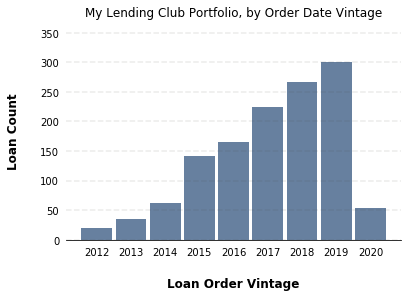 My Lending Club Portfolio, by Order Date Vintage
350
300
250
200
150
100
50
0
Loan Count
2012 2013 2014 2015 2016 2017 2018 2019 2020
Loan Order Vintage